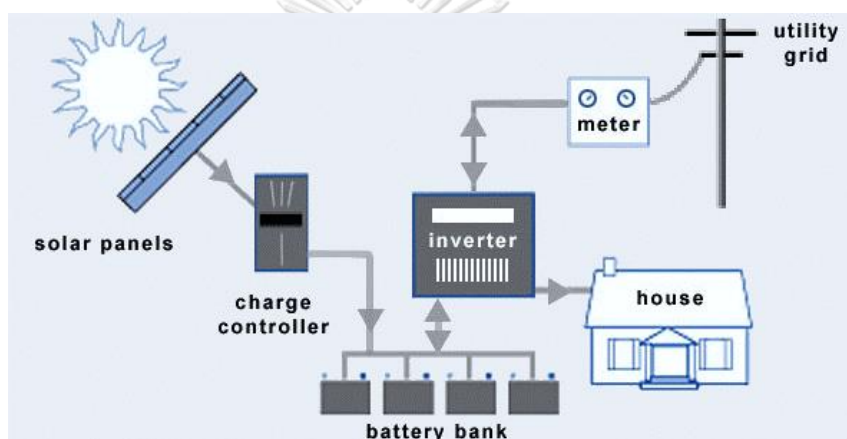 utility
grid
meter
solar panels
inverter
charge
controller
house
battery bank